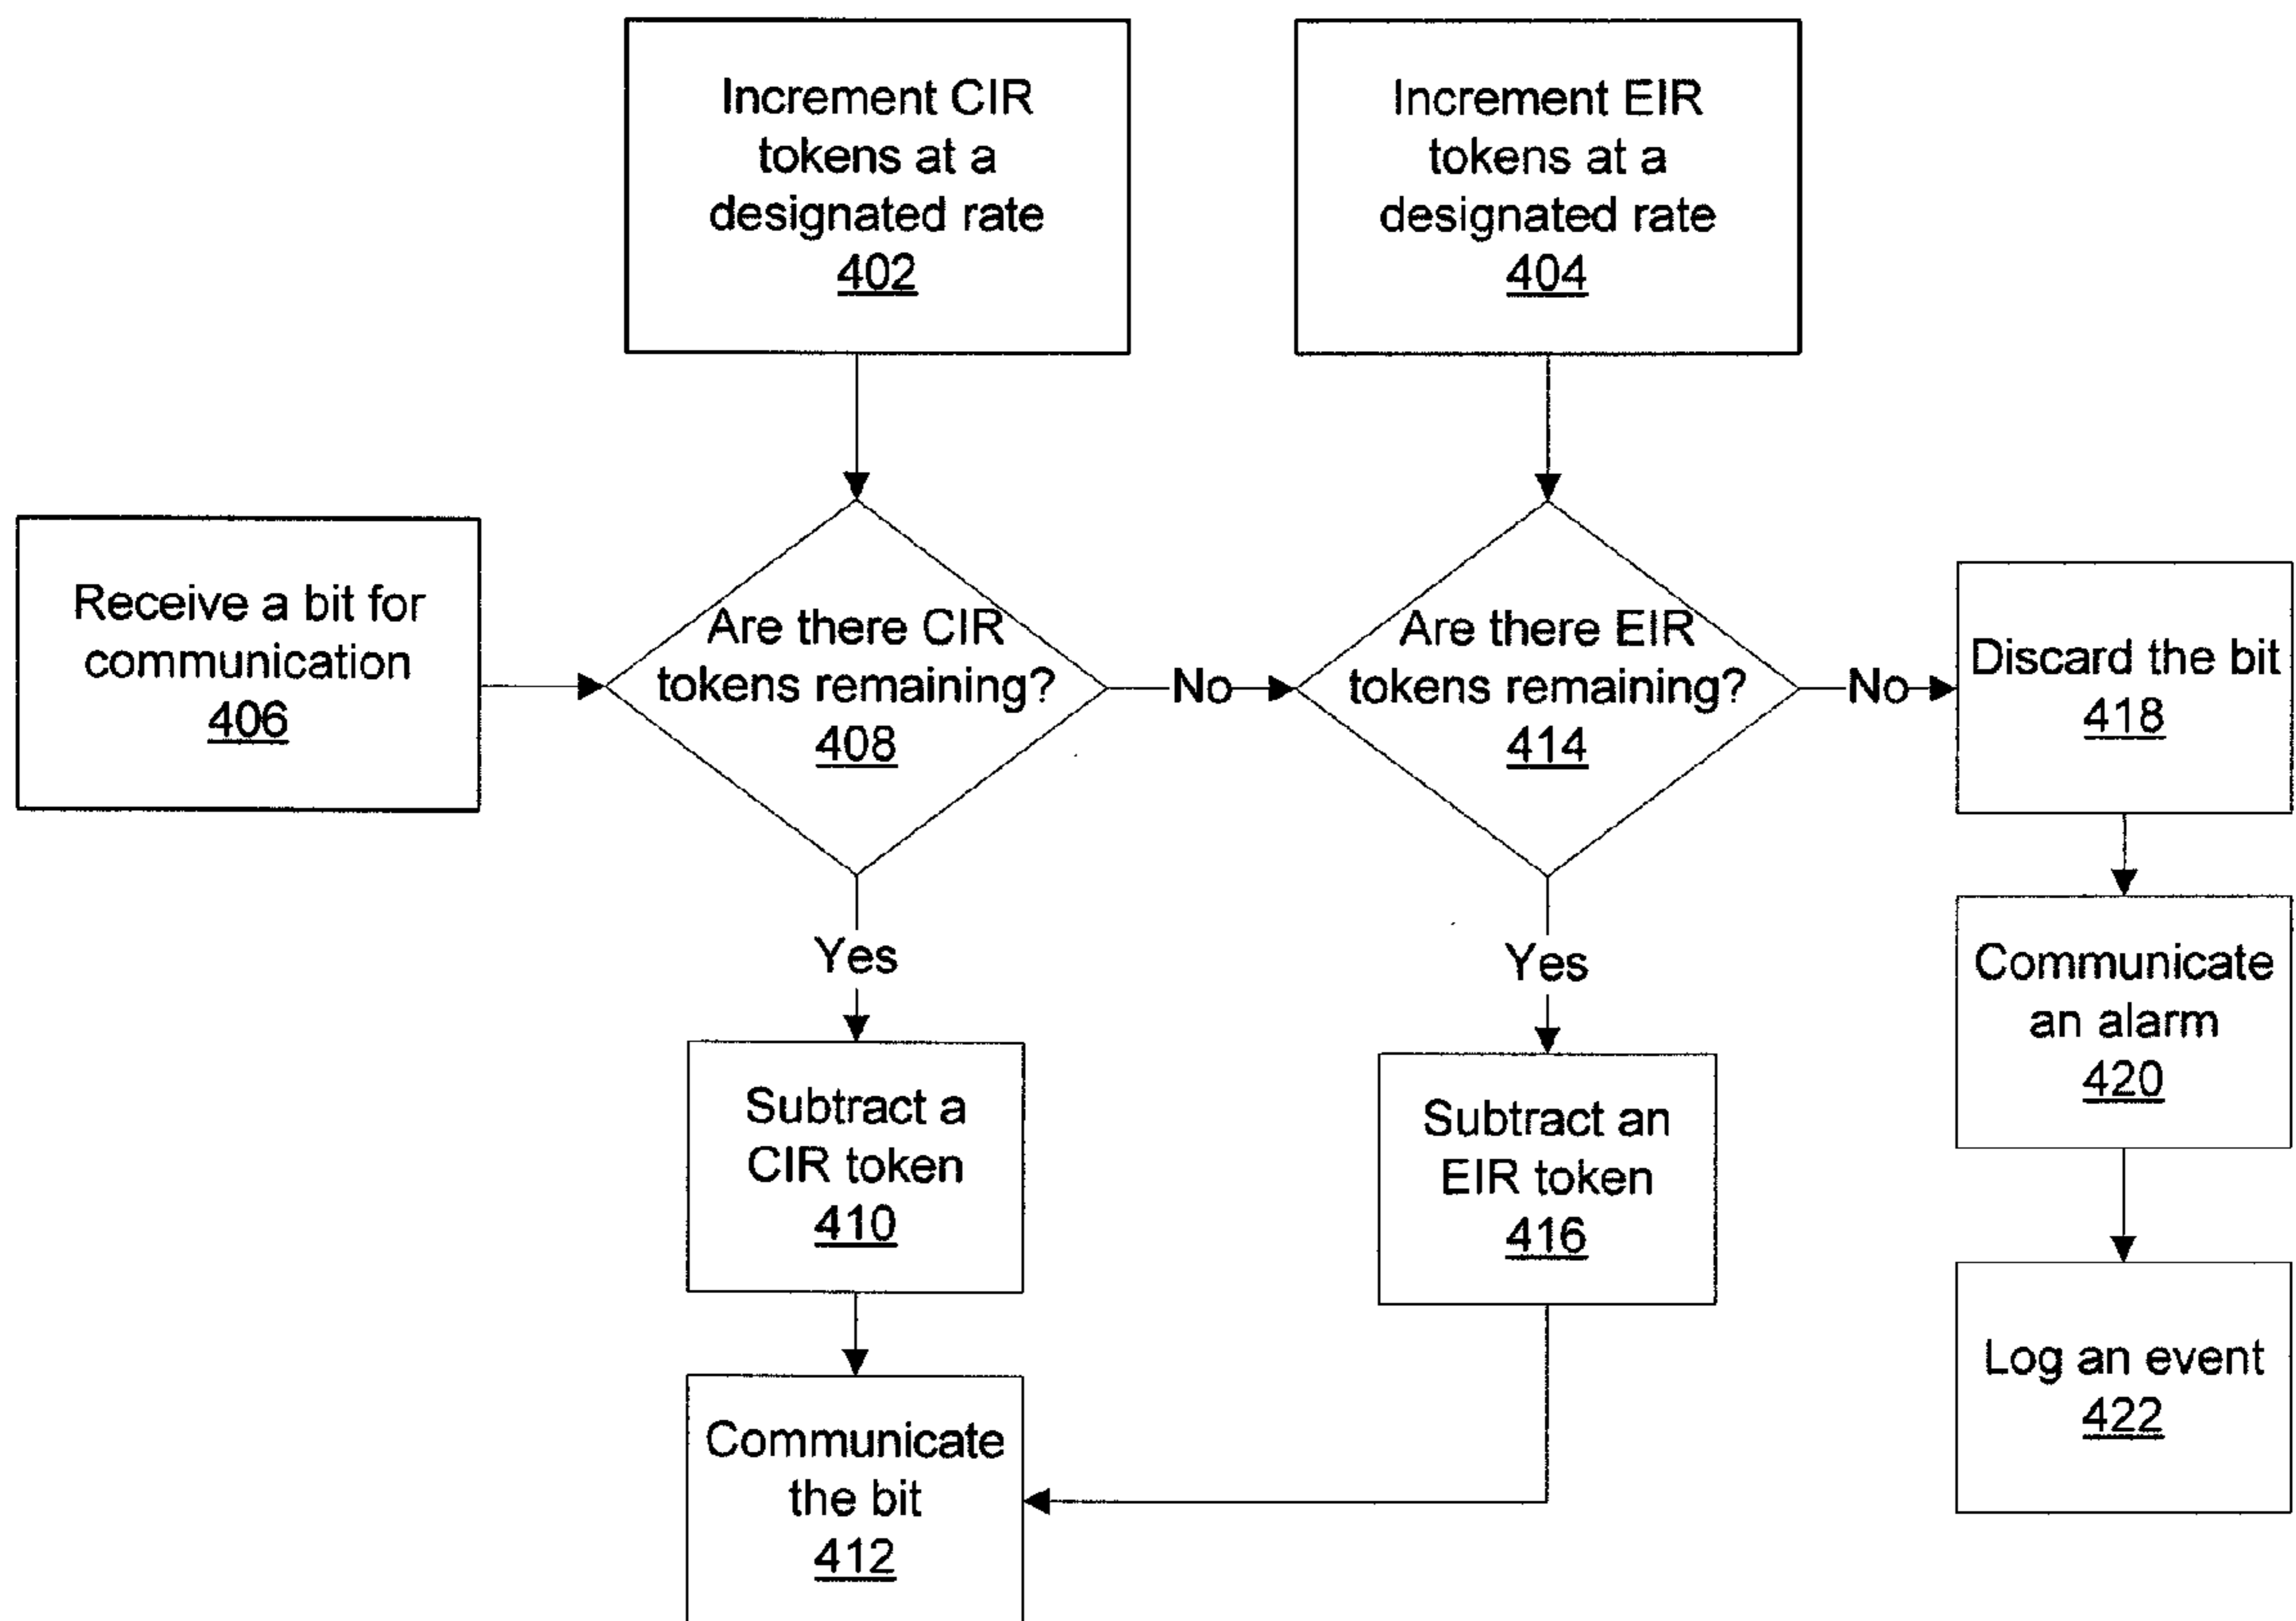 Increment CIR
tokens at a
designated rate
402
Increment EIR
tokens at a
designated rate
404
Receive a bit for
communication
406
Are there CIR
tokens remaining?
408
No
Are there EIR
tokens remaining?
414
No
Discard the bit
418
Yes
Yes
Communicate
an alarm
420
Subtract a
CIR token
410
Subtract an
EIR token
416
Log an event
422
Communicate
the bit
412